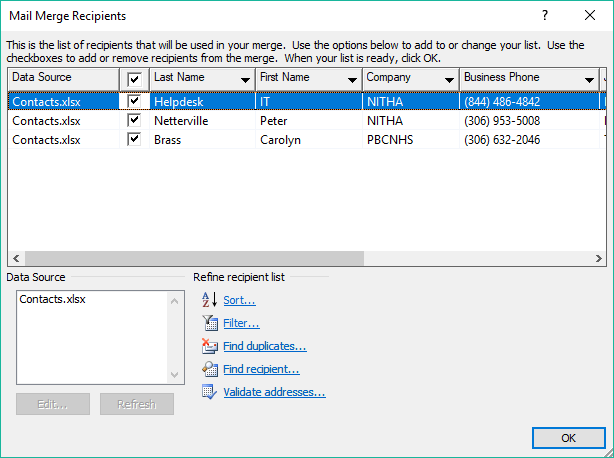 Mail Merge Recipients
This is the list of recipients that will be used in your merge. Use the options below to add to or change your list. Use the
checkboxes to add or remove recipients from the merge. When your list is ready, click OK.
Data Source Last Name First Name Company Business Phone
Contacts.xlsx Helpdesk IT NITHA (844) 486-4842
Contacts.xlsx Netterville Peter NITHA (306) 953-5008
Contacts.xlsx Brass Carolyn PBCNHS (306) 632-2046
Data Source
Contacts.xlsx
Edit...
Refresh
Refine recipient list
Sort...
Filter...
Find duplicates...
Find recipient...
Validate addresses...
OK